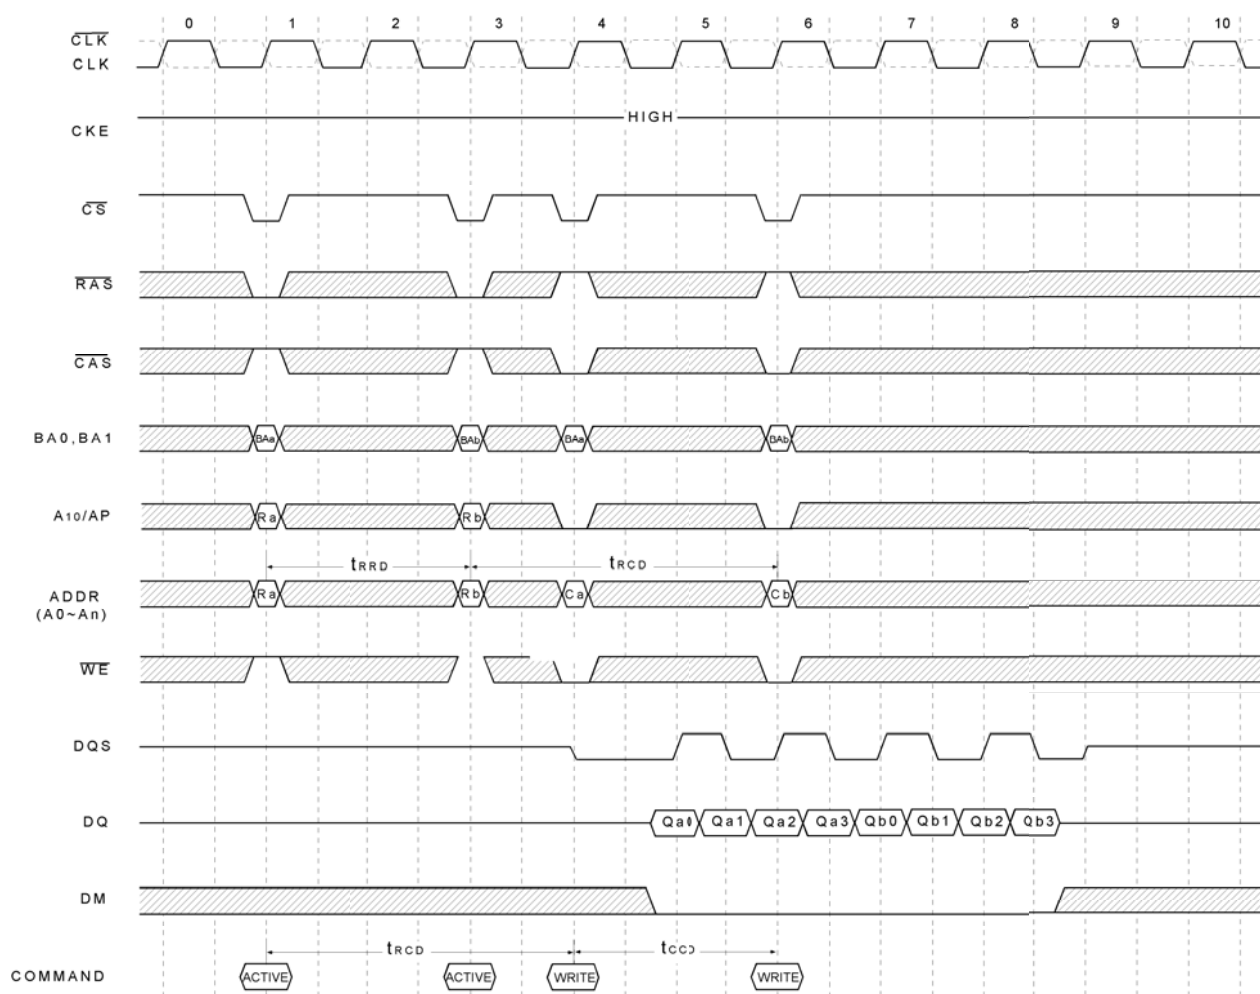 0 1 2 3 4 5 6 7 8 9 10
CLK
CLK
HIGH
CKE
CS
RAS
CAS
BA0,BA1 BAa BAb BAa BAb
A10/AP Ra Rb
tRRD tRCD
ADDR Ra Rb Ca Cb
(A0~An)
WE
DQS
DQ Qa0 Qa1 Qa2 Qa3 Qb0 Qb1 Qb2 Qb3
DM
tRCD tCCD
COMMAND ACTIVE ACTIVE WRITE WRITE